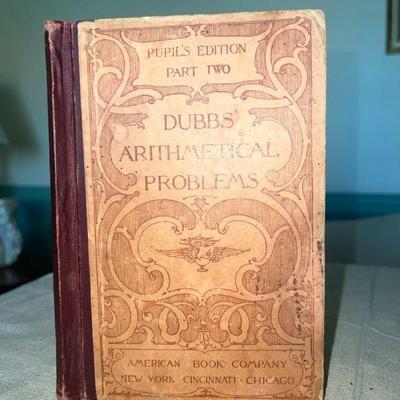 PUPIL'S EDITION
PART TWO
DUBBS'
ARITHMETICAL
PROBLEMS
AMERICAN BOOK COMPANY
NEW YORK CINCINNATI · CHICAGO